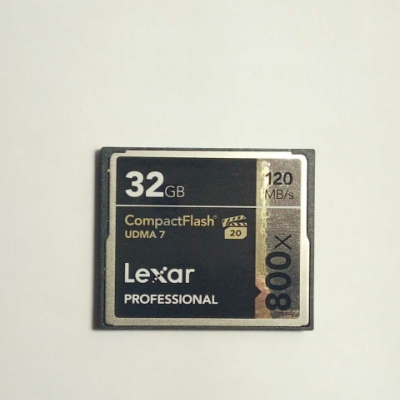 32GB
120
MB/s
CompactFlash®
20
UDMA 7
800x
Lexar
PROFESSIONAL